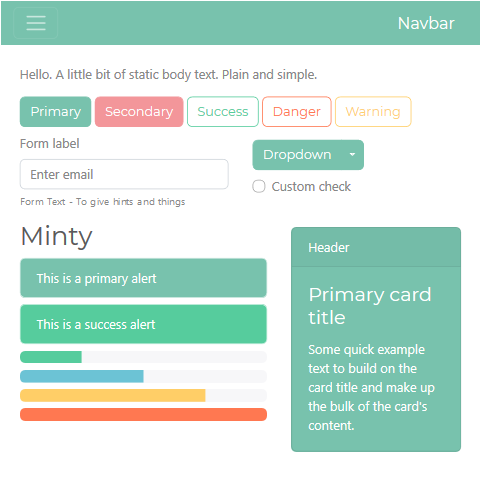 Navbar
Hello. A little bit of static body text. Plain and simple.
Primary
Secondary
Success
Danger
Warning
Form label
Enter email
Form Text - To give hints and things
Dropdown
Custom check
Minty
This is a primary alert
This is a success alert
Header
Primary card
title
Some quick example
text to build on the
card title and make up
the bulk of the card's
content.